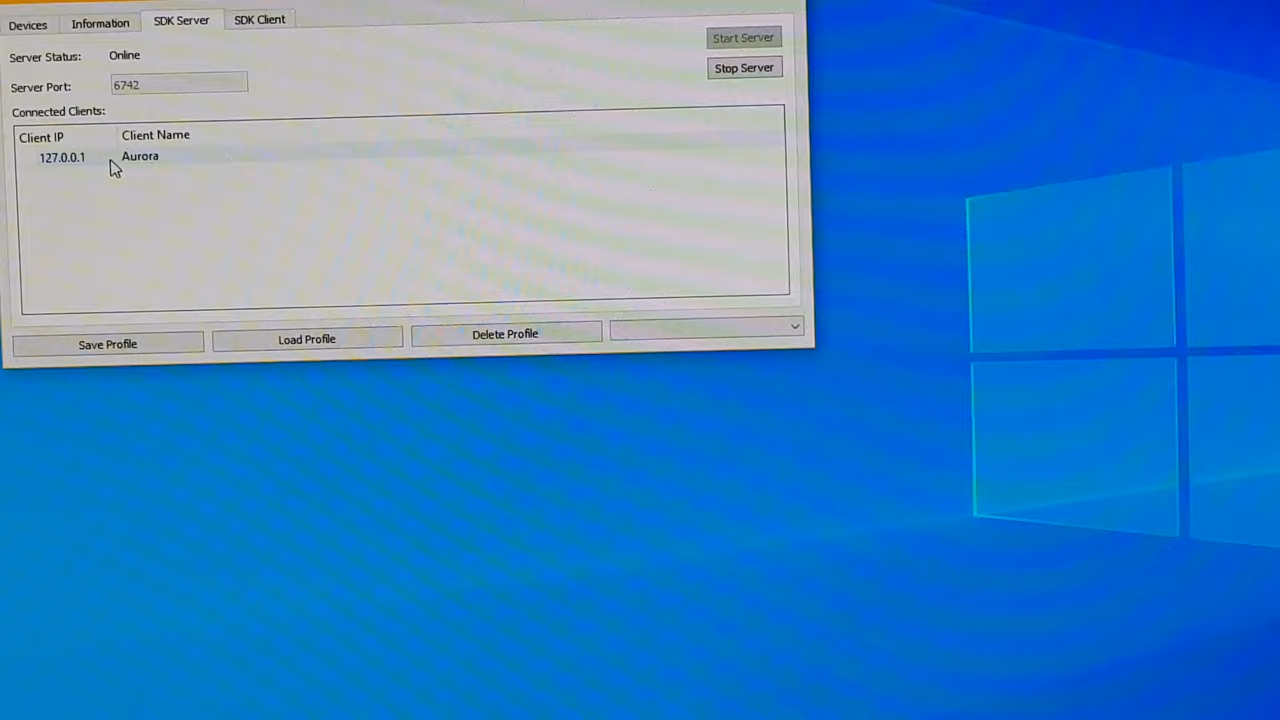 Devices Information SDK Server SDK Client
Server Status: Online Start Server
Stop Server
Server Port: 6742
Connected Clients:
Client IP Client Name
127.0.0.1 Aurora
Save Profile Load Profile Delete Profile